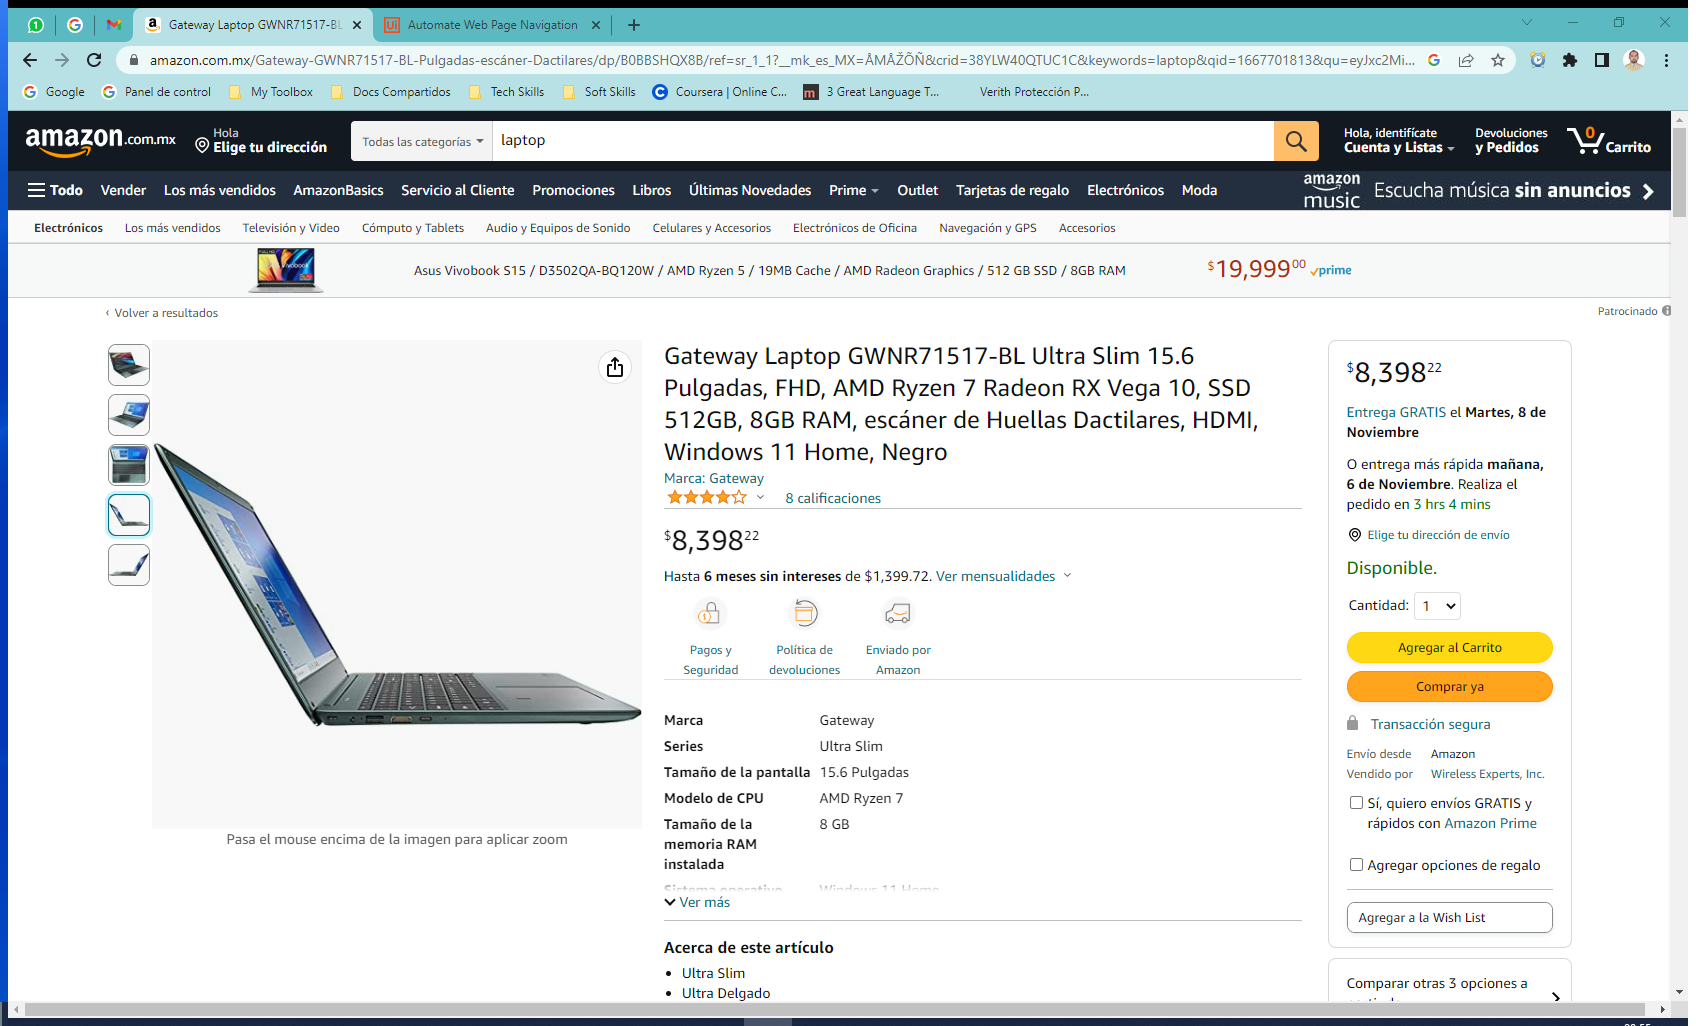 Gateway Laptop GWNR71517-BL
Automate Web Page Navigation
amazon.com.mx/Gateway-GWNR71517-BL-Pulgadas-escáner-Dactilares/dp/B0BBSHQX8B/ref=sr_1_1?__mk_es_MX=ÅMÅŽÕÑ&crid=38YLW40QTUC1C&keywords=laptop&qid=1667701813&qu=eyJxc2Mi...
Google Panel de control My Toolbox Docs Compartidos Tech Skills Soft Skills Coursera | Online C... 3 Great Language T... Verith Protección P...
amazon.com.mx
Hola
Elige tu dirección
Todas las categorías
laptop
Hola, identifícate
Cuenta y Listas
Devoluciones
y Pedidos
0
Carrito
Todo Vender Los más vendidos AmazonBasics Servicio al Cliente Promociones Libros Últimas Novedades Prime Outlet Tarjetas de regalo Electrónicos Moda
amazon music Escucha música sin anuncios
Electrónicos Los más vendidos Televisión y Video Cómputo y Tablets Audio y Equipos de Sonido Celulares y Accesorios Electrónicos de Oficina Navegación y GPS Accesorios
Asus Vivobook S15 / D3502QA-BQ120W / AMD Ryzen 5 / 19MB Cache / AMD Radeon Graphics / 512 GB SSD / 8GB RAM
$19,999 00 prime
‹ Volver a resultados
Patrocinado
Gateway Laptop GWNR71517-BL Ultra Slim 15.6
Pulgadas, FHD, AMD Ryzen 7 Radeon RX Vega 10, SSD
512GB, 8GB RAM, escáner de Huellas Dactilares, HDMI,
Windows 11 Home, Negro
Marca: Gateway
8 calificaciones
$8,398 22
Hasta 6 meses sin intereses de $1,399.72. Ver mensualidades
Pagos y
Seguridad
Política de
devoluciones
Enviado por
Amazon
Marca Gateway
Series Ultra Slim
Tamaño de la pantalla 15.6 Pulgadas
Modelo de CPU AMD Ryzen 7
Tamaño de la 8 GB
memoria RAM
instalada
Sistema operativo Windows 11 Home
Ver más
Acerca de este artículo
• Ultra Slim
• Ultra Delgado
Pasa el mouse encima de la imagen para aplicar zoom
$8,398 22
Entrega GRATIS el Martes, 8 de
Noviembre
O entrega más rápida mañana,
6 de Noviembre. Realiza el
pedido en 3 hrs 4 mins
Elige tu dirección de envío
Disponible.
Cantidad: 1
Agregar al Carrito
Comprar ya
Transacción segura
Envío desde Amazon
Vendido por Wireless Experts, Inc.
Sí, quiero envíos GRATIS y
rápidos con Amazon Prime
Agregar opciones de regalo
Agregar a la Wish List
Comparar otras 3 opciones a